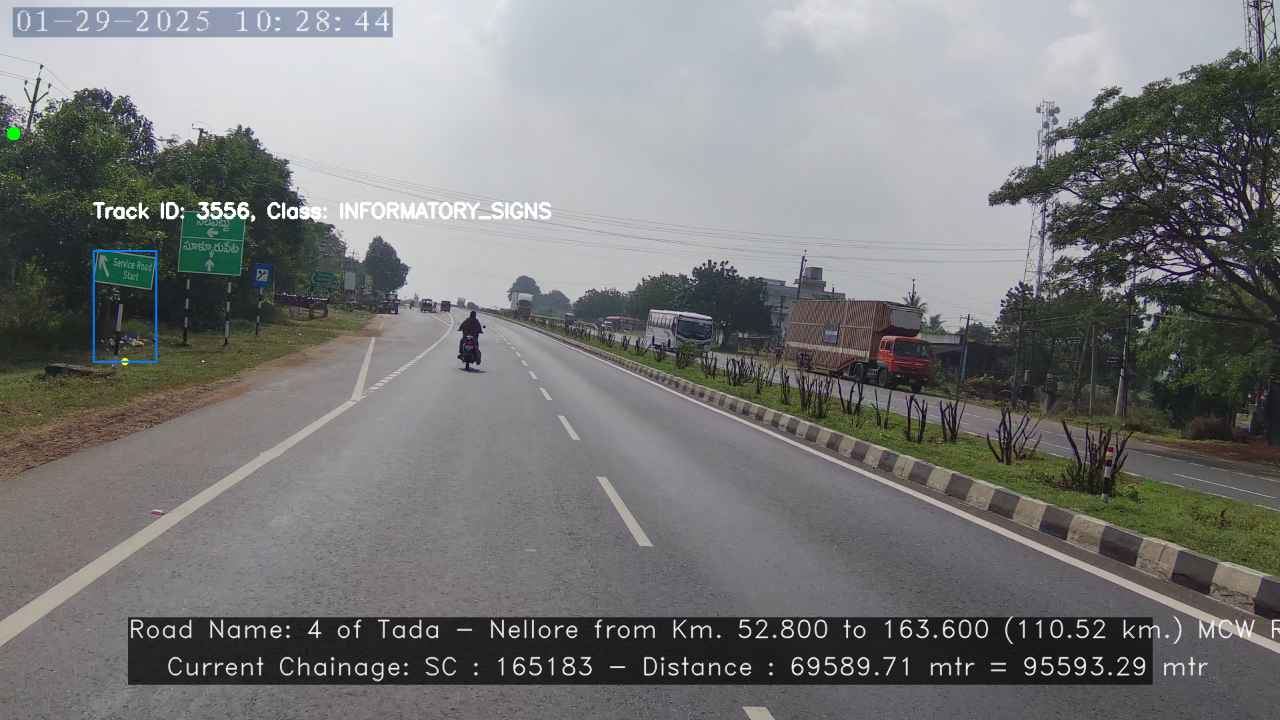 01-29-2025 10:28:44
Track ID: 3556, Class: INFORMATORY_SIGNS
సూళ్ళూరుపేట
Service Road
Start
Road Name: 4 of Tada - Nellore from Km. 52.800 to 163.600 (110.52 km.) MCW R
Current Chainage: SC : 165183 - Distance : 69589.71 mtr = 95593.29 mtr